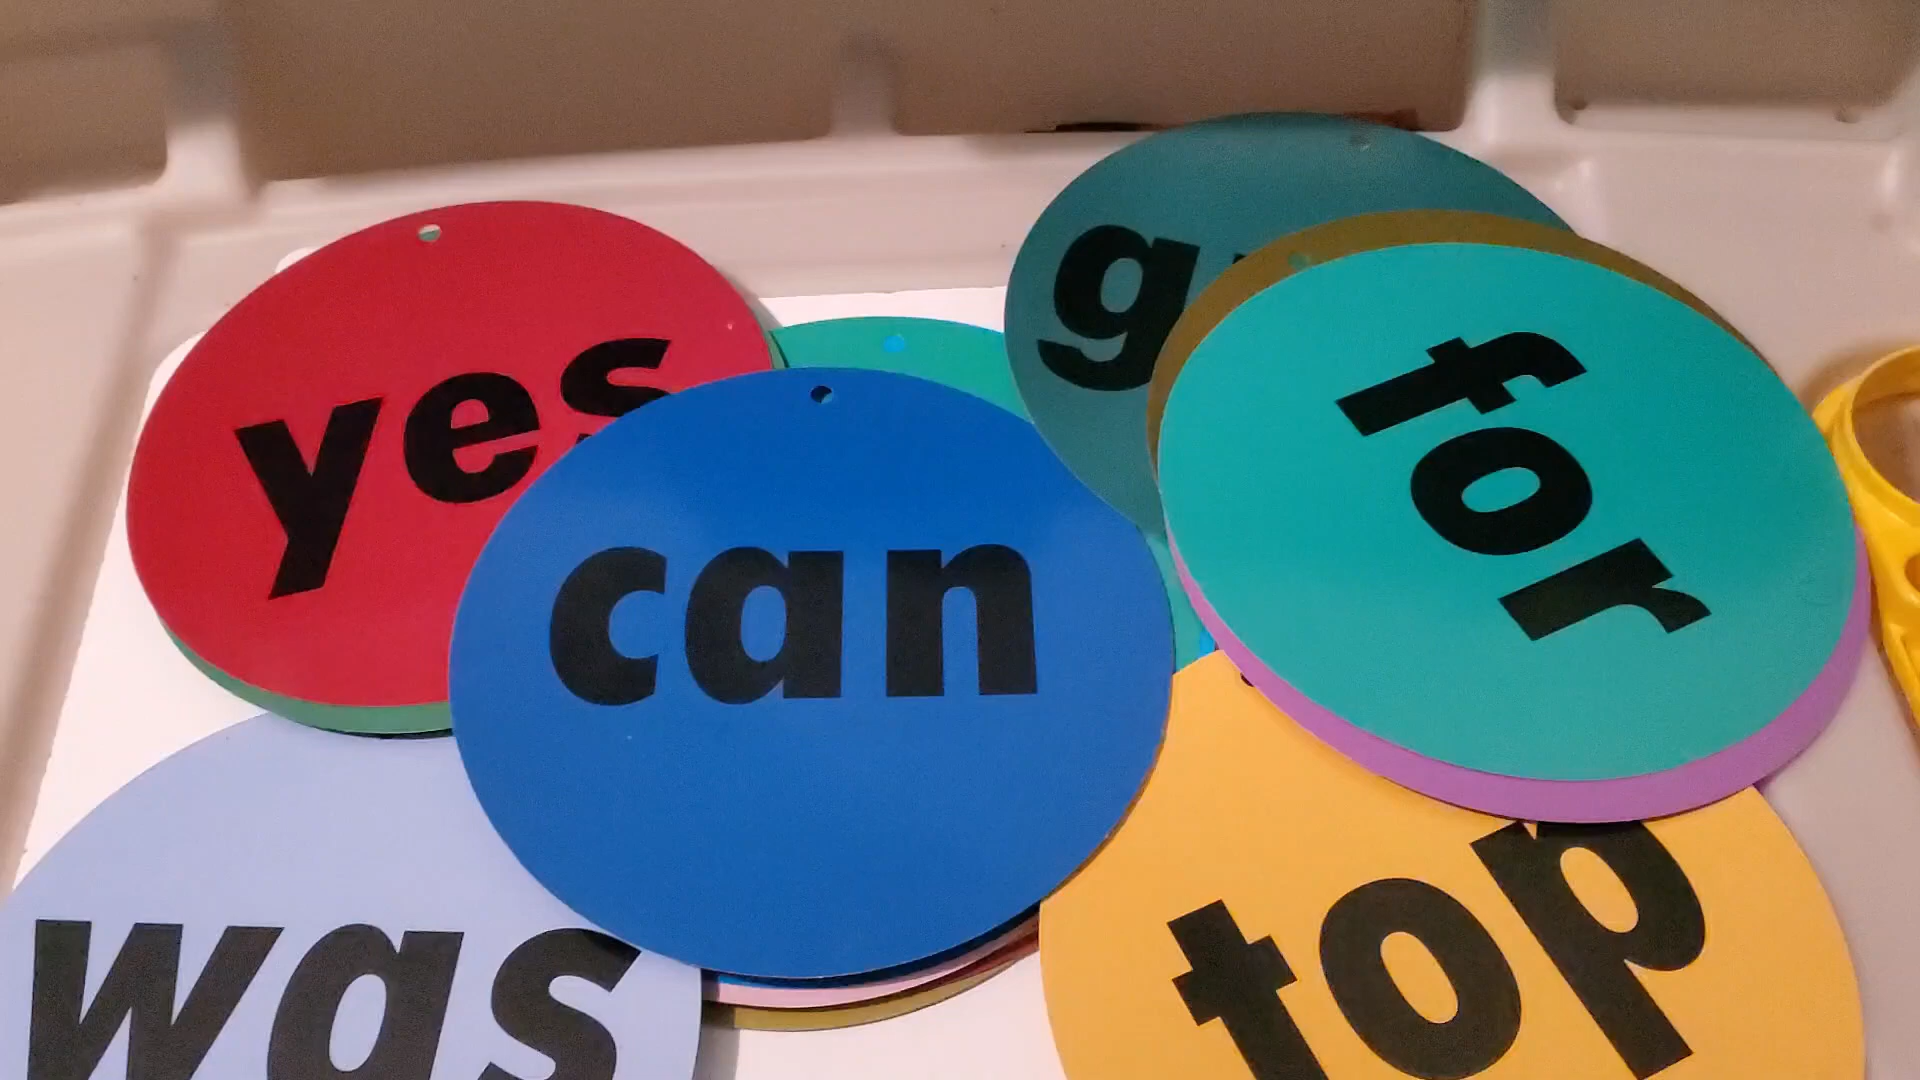 yes
can
for
was
top